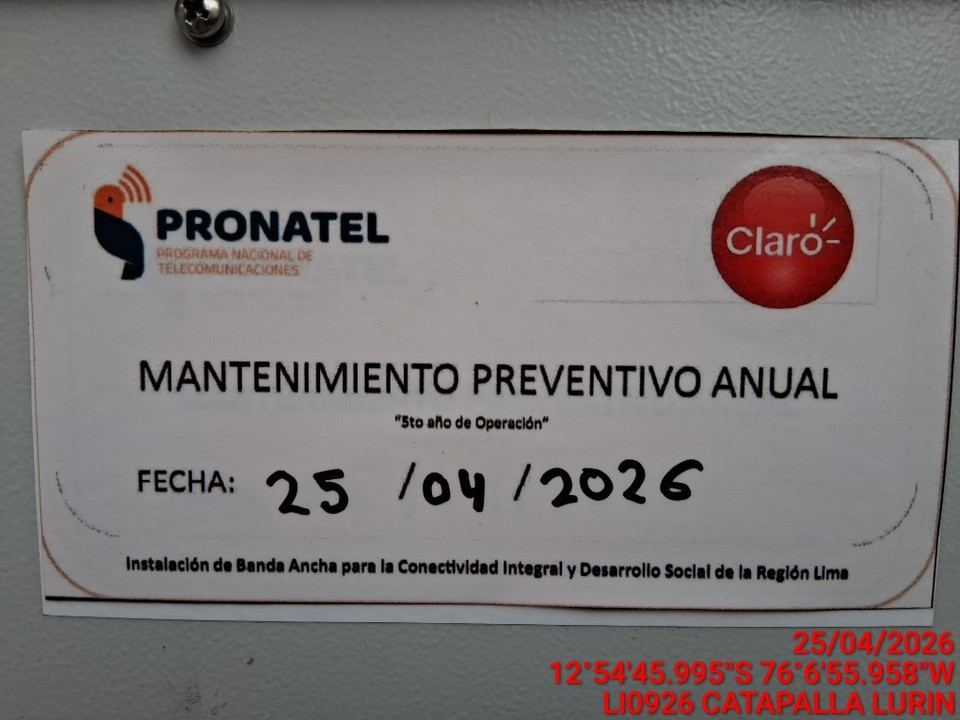 PRONATEL
PROGRAMA NACIONAL DE
TELECOMUNICACIONES
Claro
MANTENIMIENTO PREVENTIVO ANUAL
"5to año de Operación"
FECHA: 25 /04 /2026
Instalación de Banda Ancha para la Conectividad Integral y Desarrollo Social de la Región Lima
25/04/2026
12°54'45.995"S 76°6'55.958"W
LI0926 CATAPALLA LURIN